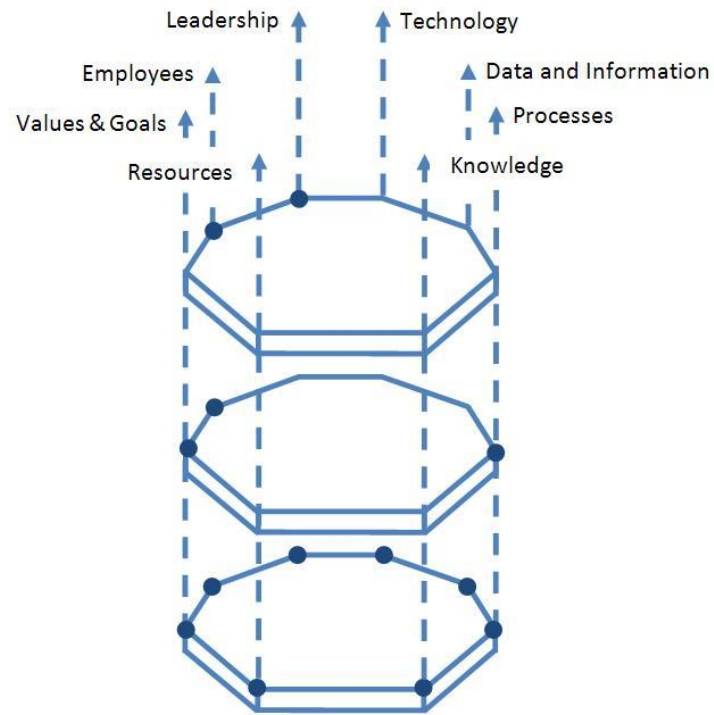 Leadership
Technology
Employees
Data and Information
Values & Goals
Processes
Resources
Knowledge